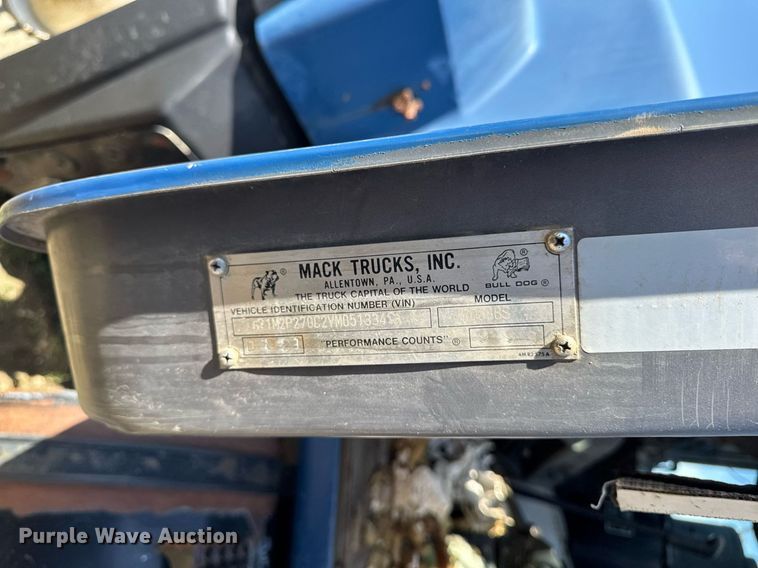 MACK TRUCKS, INC.
ALLENTOWN, PA., U.S.A.
THE TRUCK CAPITAL OF THE WORLD
BULL DOG ®
VEHICLE IDENTIFICATION NUMBER (VIN)
MODEL
"PERFORMANCE COUNTS" ®
Purple Wave Auction